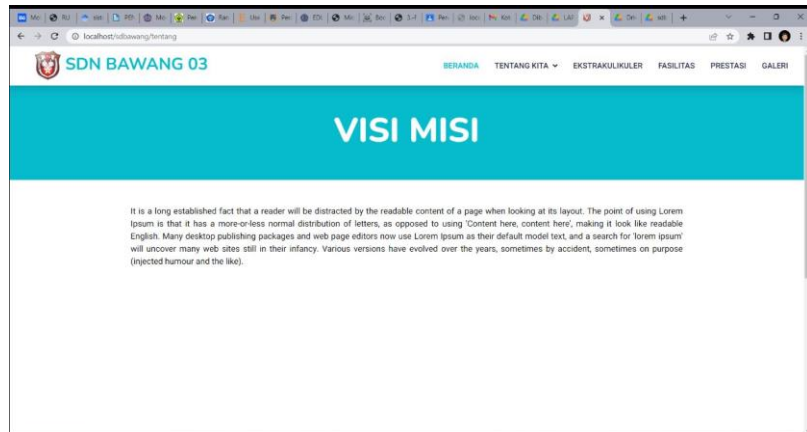 localhost/sdbawang/tentang
SDN BAWANG 03
BERANDA TENTANG KITA EKSTRAKULIKULER FASILITAS PRESTASI GALERI
VISI MISI
It is a long established fact that a reader will be distracted by the readable content of a page when looking at its layout. The point of using Lorem
Ipsum is that it has a more-or-less normal distribution of letters, as opposed to using 'Content here, content here', making it look like readable
English. Many desktop publishing packages and web page editors now use Lorem Ipsum as their default model text, and a search for 'lorem ipsum'
will uncover many web sites still in their infancy. Various versions have evolved over the years, sometimes by accident, sometimes on purpose
(injected humour and the like).